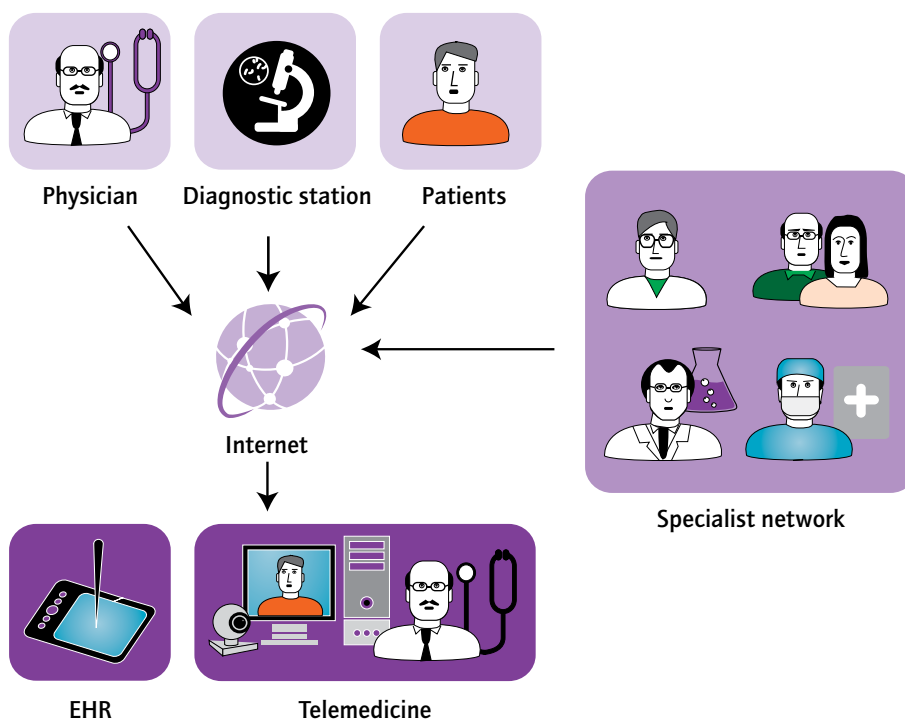 Physician
Diagnostic station
Patients
Internet
Specialist network
EHR
Telemedicine